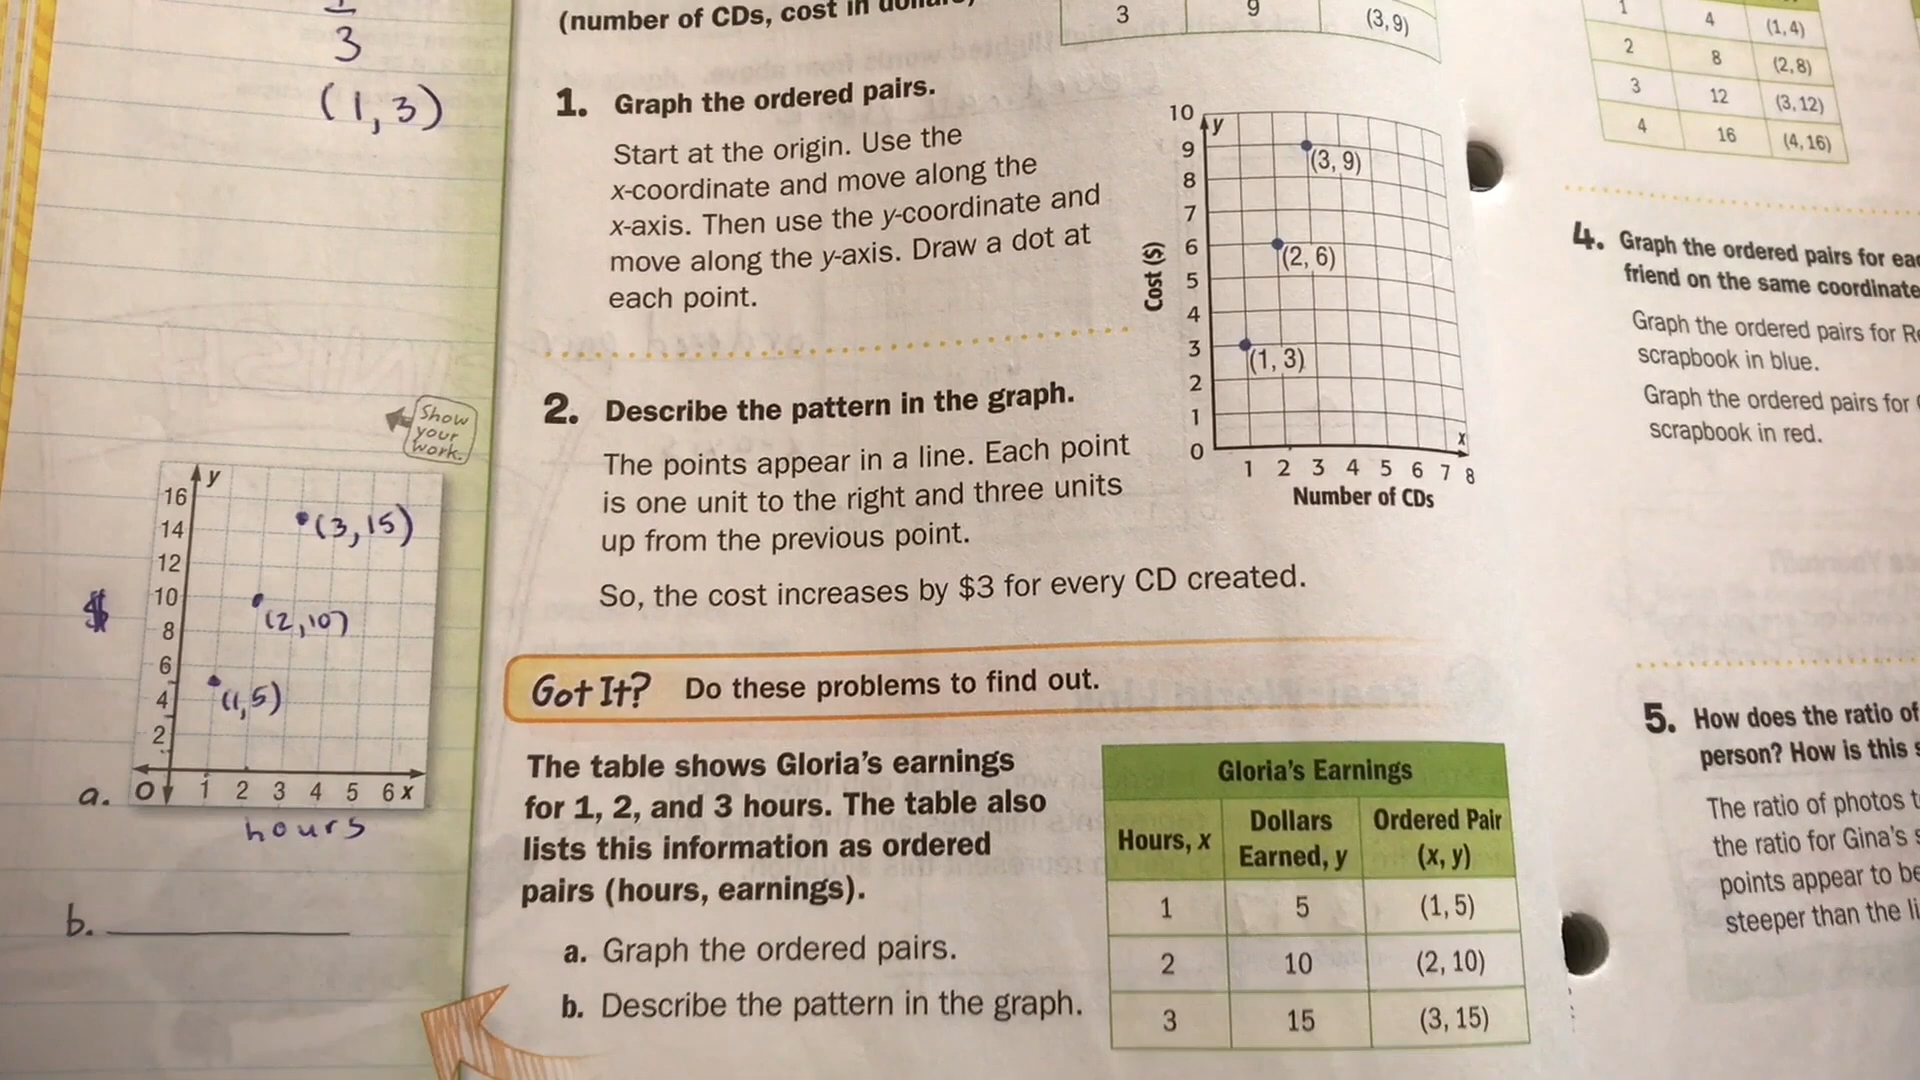 3
(1,3)
Show
your
work.
y
16
14
12
10
8
6
4
2
O 1 2 3 4 5 6 x
(3,15)
(2,10)
(1,5)
$
hours
a.
b.
(number of CDs, cost in
3 9 (3, 9)
1. Graph the ordered pairs.
Start at the origin. Use the
x-coordinate and move along the
x-axis. Then use the y-coordinate and
move along the y-axis. Draw a dot at
each point.
10
9
8
7
6
5
4
3
2
1
0
y
(3, 9)
(2, 6)
(1, 3)
x
Cost ($)
1 2 3 4 5 6 7 8
Number of CDs
2. Describe the pattern in the graph.
The points appear in a line. Each point
is one unit to the right and three units
up from the previous point.
So, the cost increases by $3 for every CD created.
Got It? Do these problems to find out.
The table shows Gloria's earnings
for 1, 2, and 3 hours. The table also
lists this information as ordered
pairs (hours, earnings).
a. Graph the ordered pairs.
b. Describe the pattern in the graph.
Gloria's Earnings
Hours, x Dollars Earned, y Ordered Pair (x, y)
1 5 (1, 5)
2 10 (2, 10)
3 15 (3, 15)
1 4 (1, 4)
2 8 (2, 8)
3 12 (3, 12)
4 16 (4, 16)
4. Graph the ordered pairs for
friend on the same coordinate
Graph the ordered pairs for
scrapbook in blue.
Graph the ordered pairs for
scrapbook in red.
5. How does the ratio of
person? How is this
The ratio of photos
the ratio for Gina's
points appear to
steeper than the